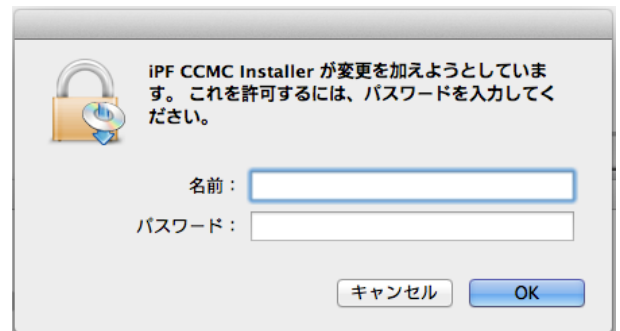 iPF CCMC Installer が変更を加えようとしていま
す。 これを許可するには、パスワードを入力してく
ださい。
名前：
パスワード：
キャンセル
OK